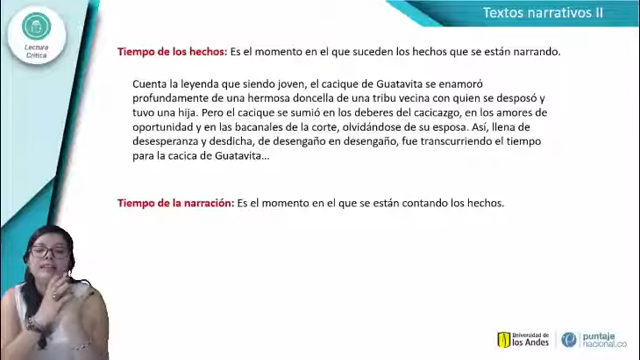 Textos narrativos II
Lectura
Crítica
Tiempo de los hechos: Es el momento en el que suceden los hechos que se están narrando.
Cuenta la leyenda que siendo joven, el cacique de Guatavita se enamoró
profundamente de una hermosa doncella de una tribu vecina con quien se desposó y
tuvo una hija. Pero el cacique se sumió en los deberes del cacicazgo, en los amores de
oportunidad y en las bacanales de la corte, olvidándose de su esposa. Así, llena de
desesperanza y desdicha, de desengaño en desengaño, fue transcurriendo el tiempo
para la cacica de Guatavita...
Tiempo de la narración: Es el momento en el que se están contando los hechos.
Universidad de
los Andes
puntaje
nacional.co